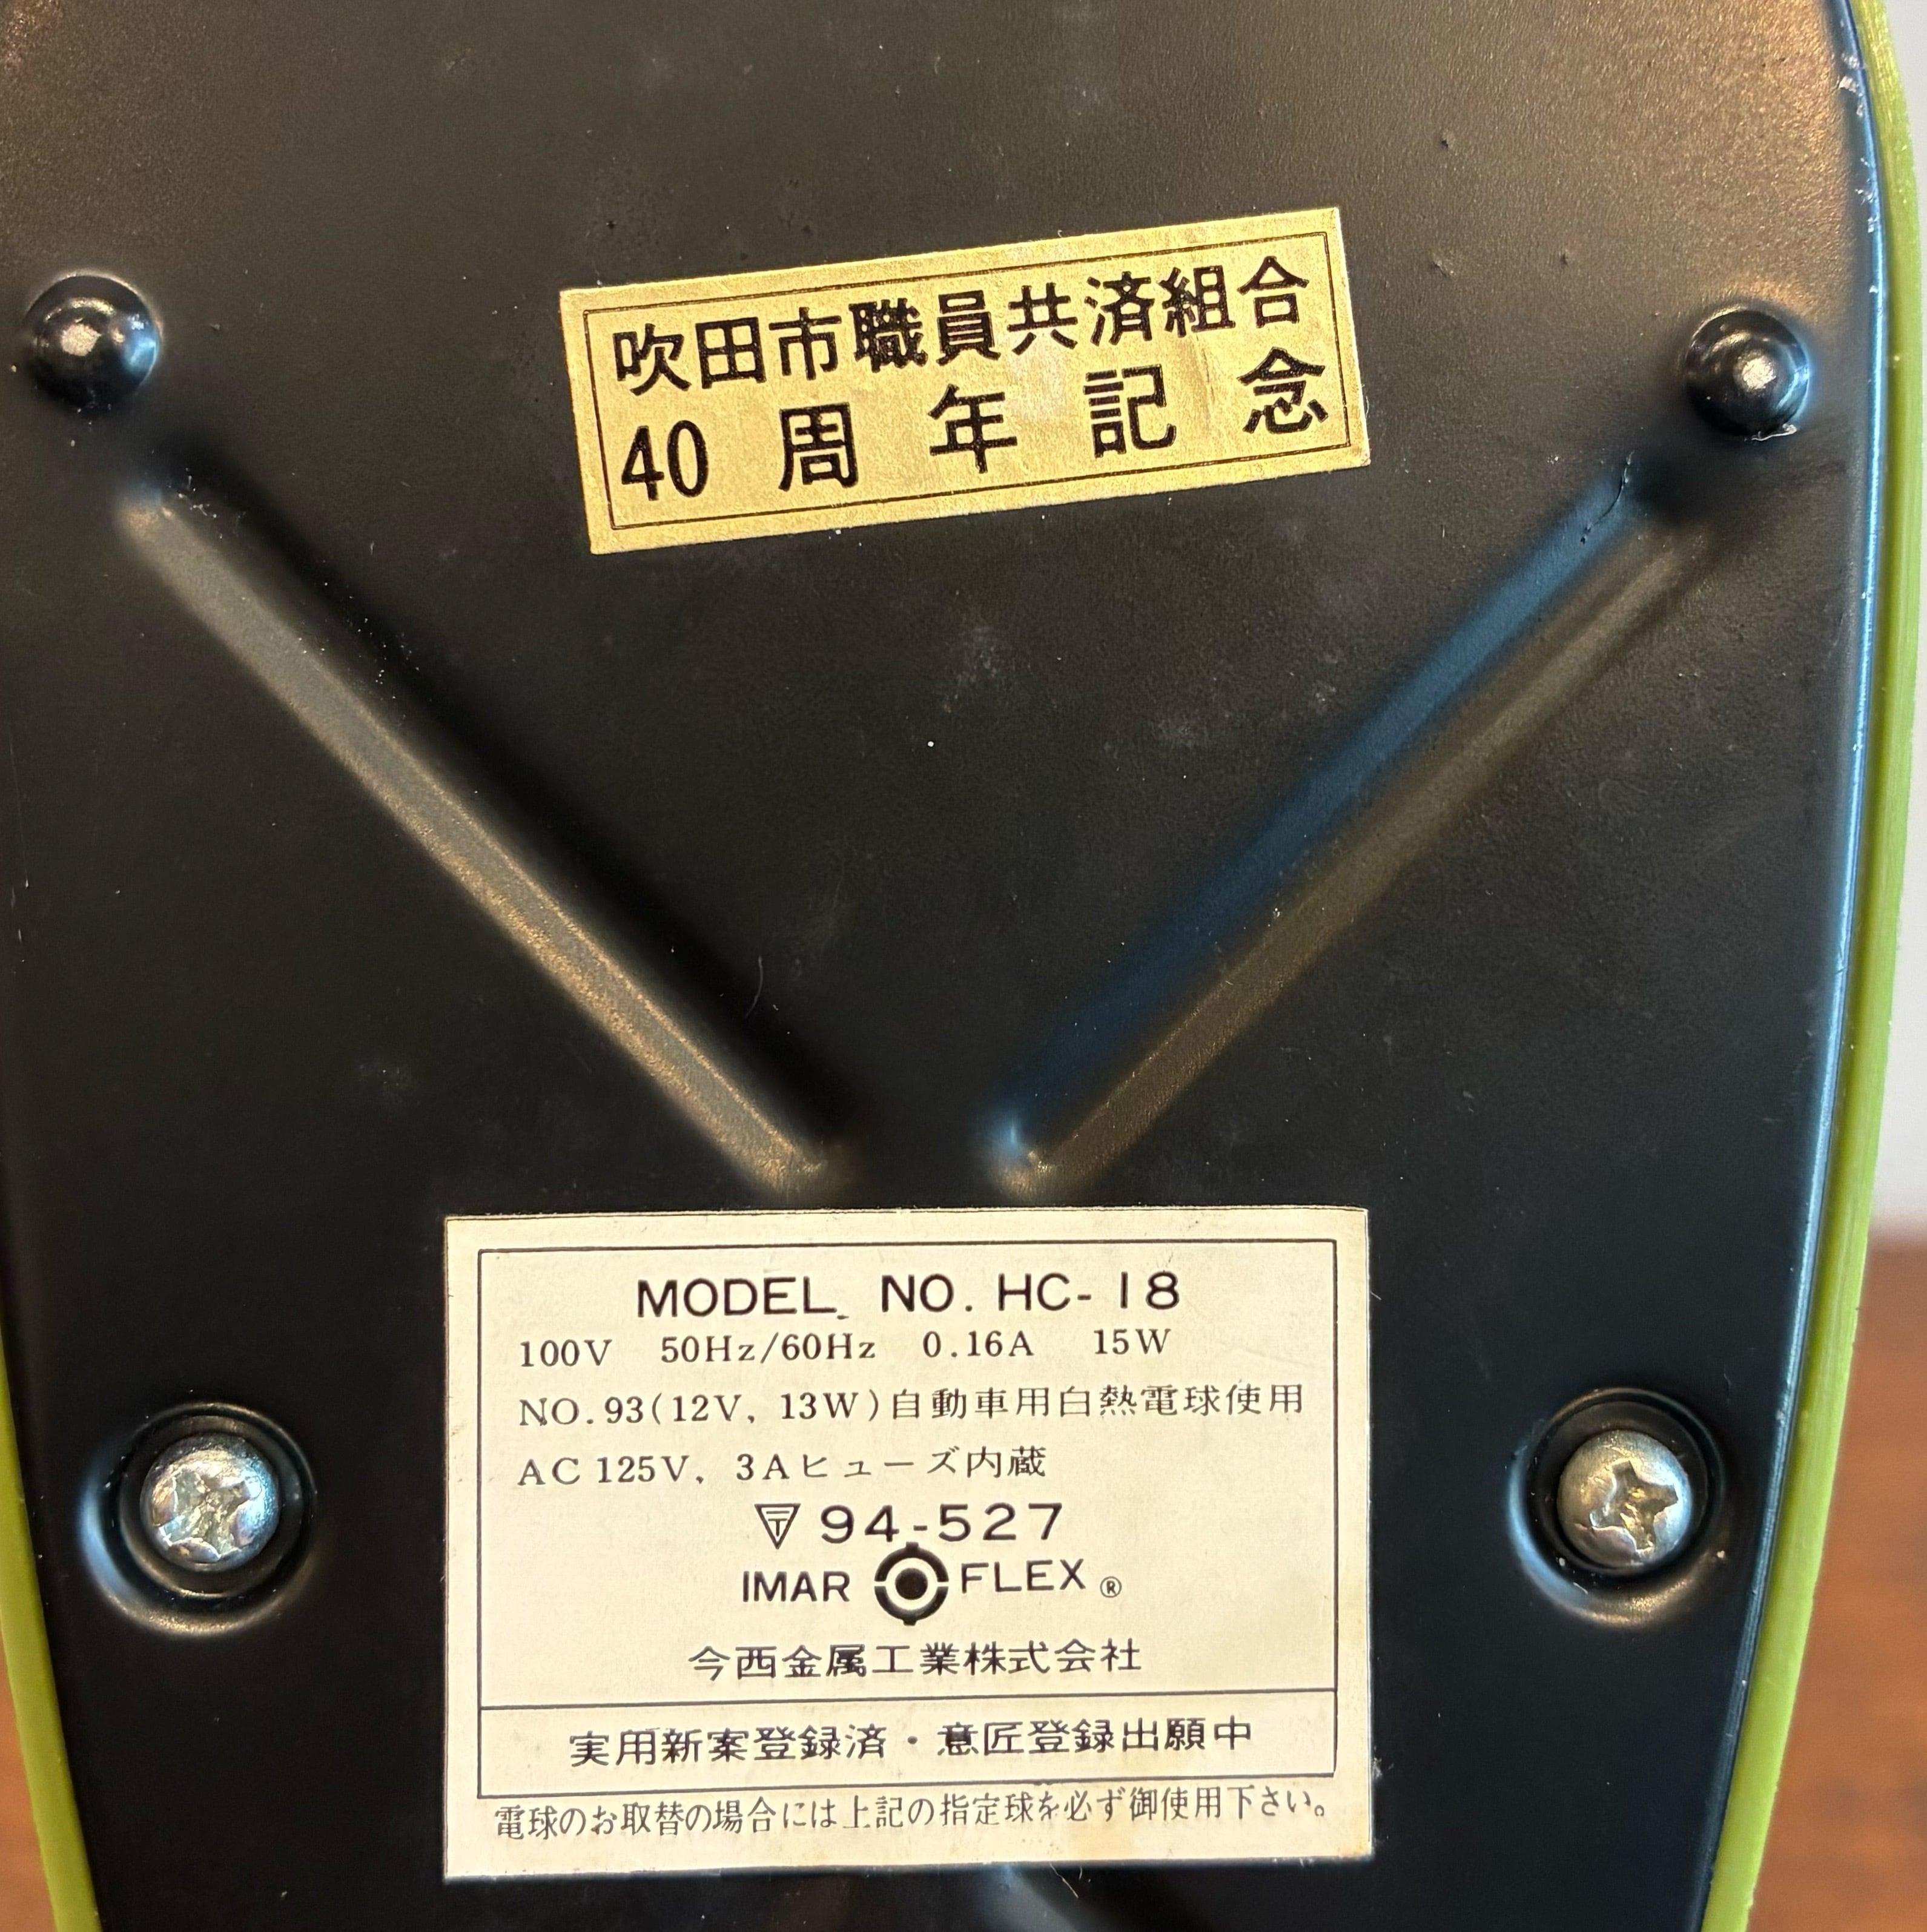 吹田市職員共済組合
40周年記念
MODEL NO. HC-18
100V 50Hz/60Hz 0.16A 15W
NO.93(12V, 13W)自動車用白熱電球使用
AC 125V, 3Aヒューズ内蔵
〒 94-527
IMAR FLEX ®
今西金属工業株式会社
実用新案登録済・意匠登録出願中
電球のお取替の場合には上記の指定球を必ず御使用下さい。